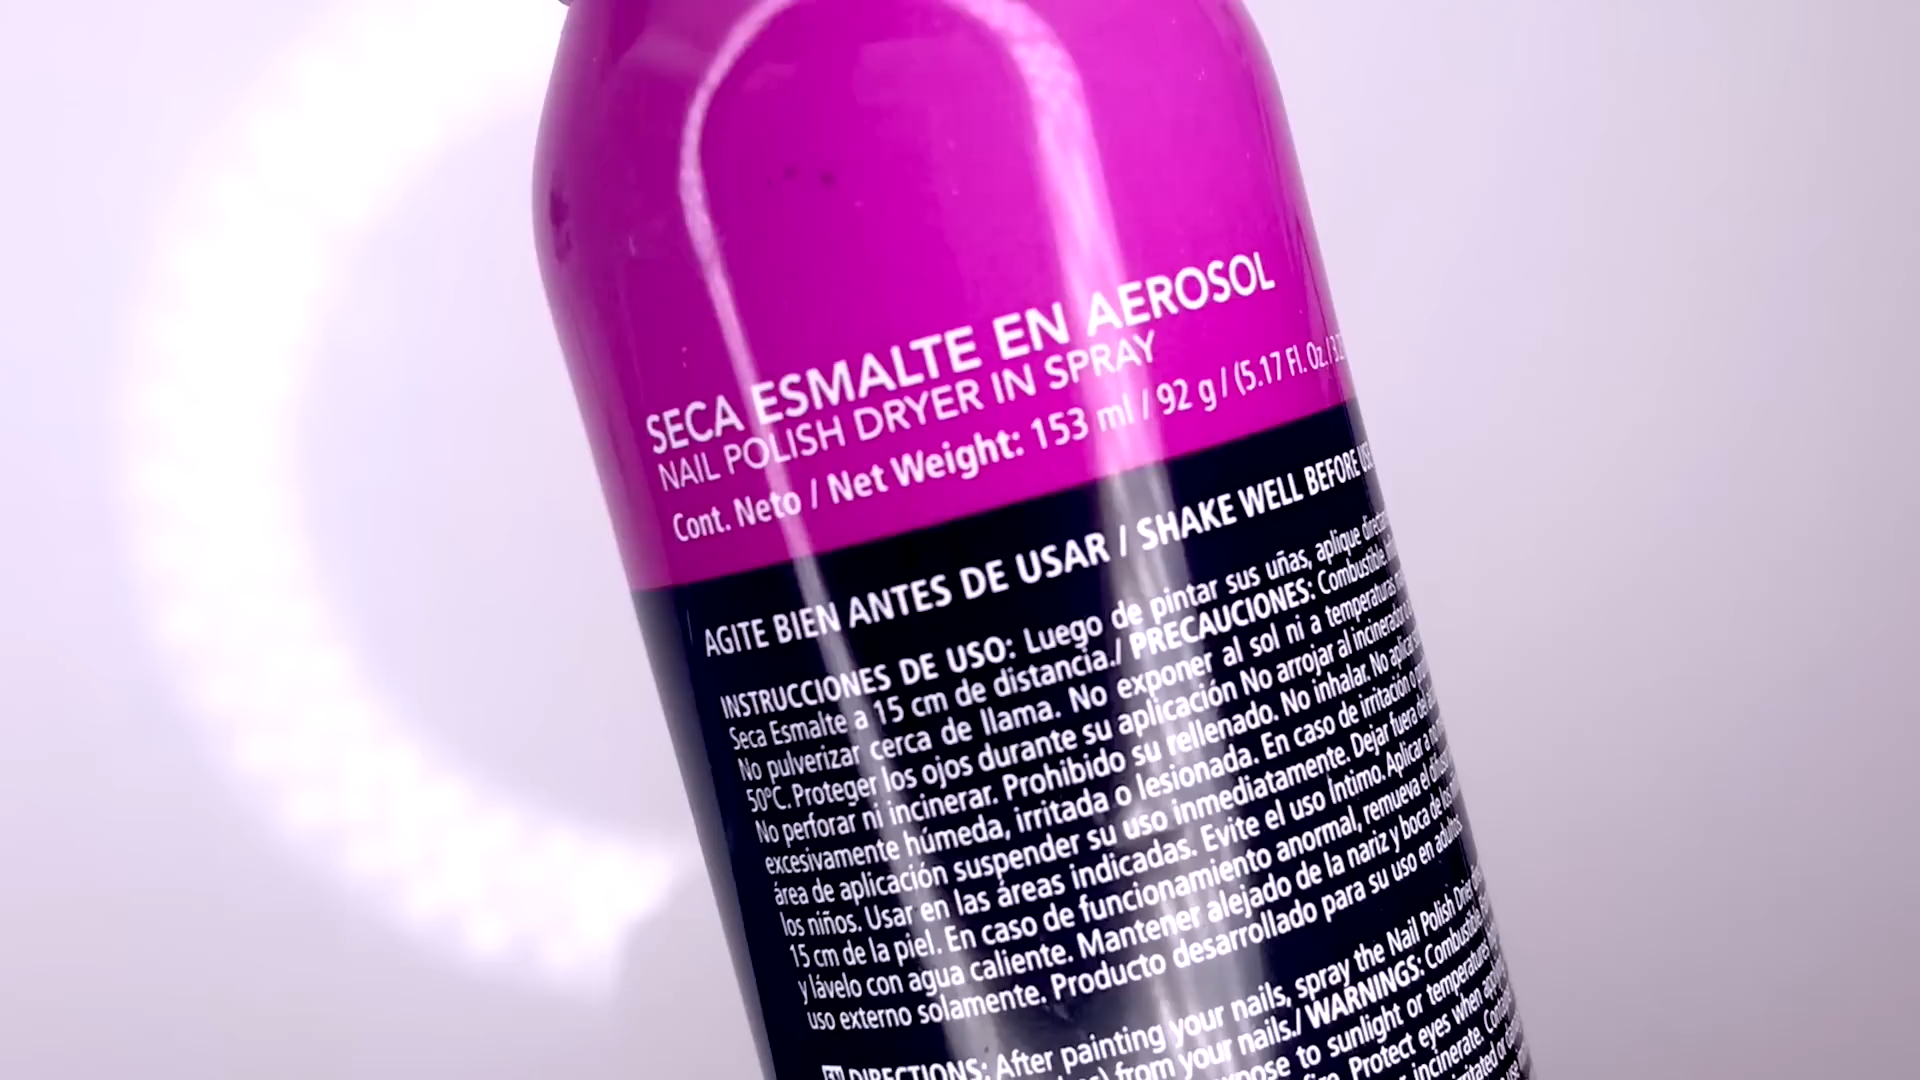 SECA ESMALTE EN AEROSOL
NAIL POLISH DRYER IN SPRAY
Cont. Neto / Net Weight: 153 ml / 92 g / (5.17 Fl. Oz./
AGITE BIEN ANTES DE USAR / SHAKE WELL BEFORE
INSTRUCCIONES DE USO: Luego de pintar sus uñas, aplique
Seca Esmalte a 15 cm de distancia./ PRECAUCIONES: Combustible.
No pulverizar cerca de llama. No exponer al sol ni a temperaturas
50ºC. Proteger los ojos durante su aplicación No arrojar al incinerador
No perforar ni incinerar. Prohibido su rellenado. No inhalar. No aplicar
excesivamente húmeda, irritada o lesionada. En caso de irritación
área de aplicación suspender su uso inmediatamente. Dejar fuera del
los niños. Usar en las áreas indicadas. Evite el uso Íntimo. Aplicar a
15 cm de la piel. En caso de funcionamiento anormal, remueva el
y lávelo con agua caliente. Mantener alejado de la nariz y boca de los
uso externo solamente. Producto desarrollado para su uso en adultos.
DIRECTIONS: After painting your nails, spray the Nail Polish Dryer
from your nails./ WARNINGS: Combustible.
expose to sunlight or temperatures
Protect eyes when
incinerate.